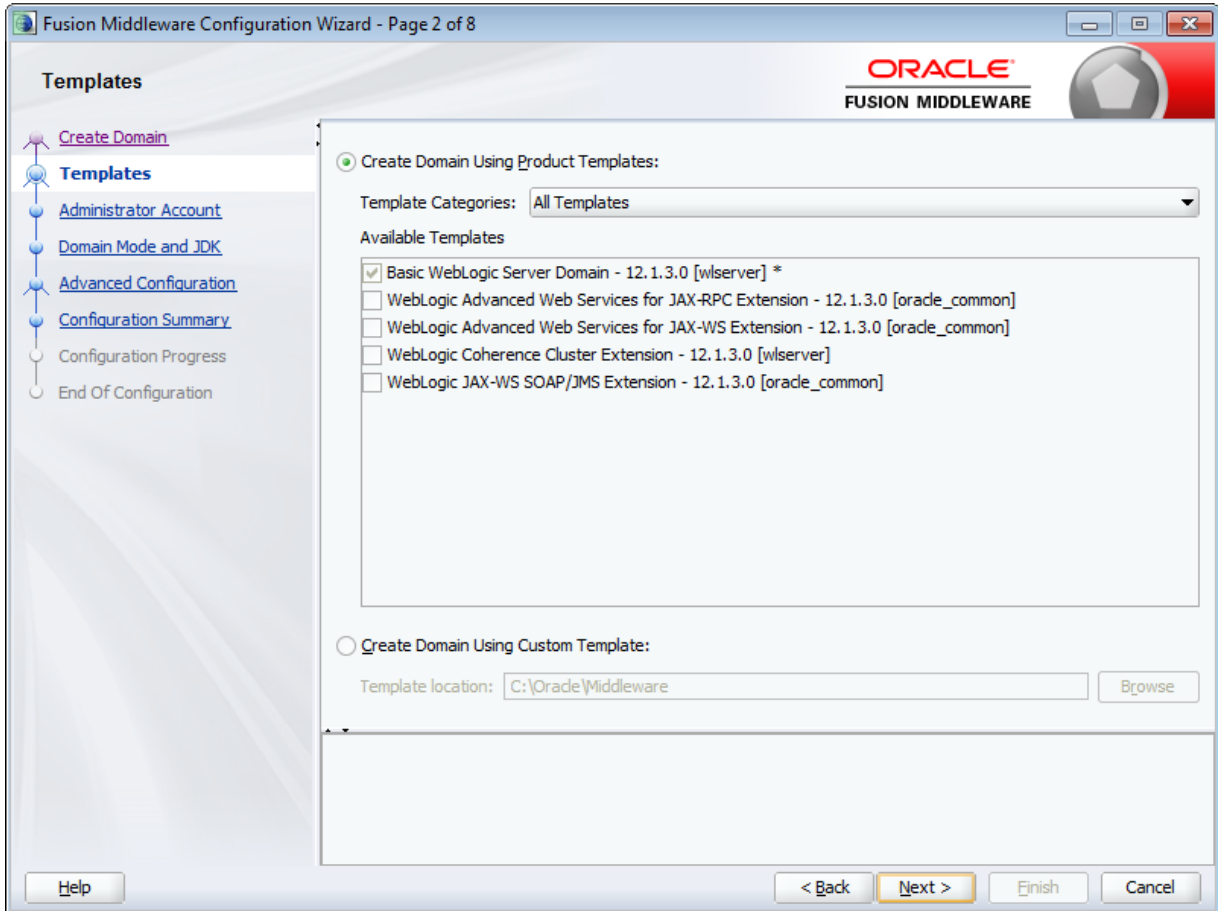 Fusion Middleware Configuration Wizard - Page 2 of 8
Templates
ORACLE
FUSION MIDDLEWARE
Create Domain
Templates
Administrator Account
Domain Mode and JDK
Advanced Configuration
Configuration Summary
Configuration Progress
End Of Configuration
Create Domain Using Product Templates:
Template Categories: All Templates
Available Templates
Basic WebLogic Server Domain - 12.1.3.0 [wlserver] *
WebLogic Advanced Web Services for JAX-RPC Extension - 12.1.3.0 [oracle_common]
WebLogic Advanced Web Services for JAX-WS Extension - 12.1.3.0 [oracle_common]
WebLogic Coherence Cluster Extension - 12.1.3.0 [wlserver]
WebLogic JAX-WS SOAP/JMS Extension - 12.1.3.0 [oracle_common]
Create Domain Using Custom Template:
Template location: C:\Oracle\Middleware Browse
Help < Back Next > Finish Cancel